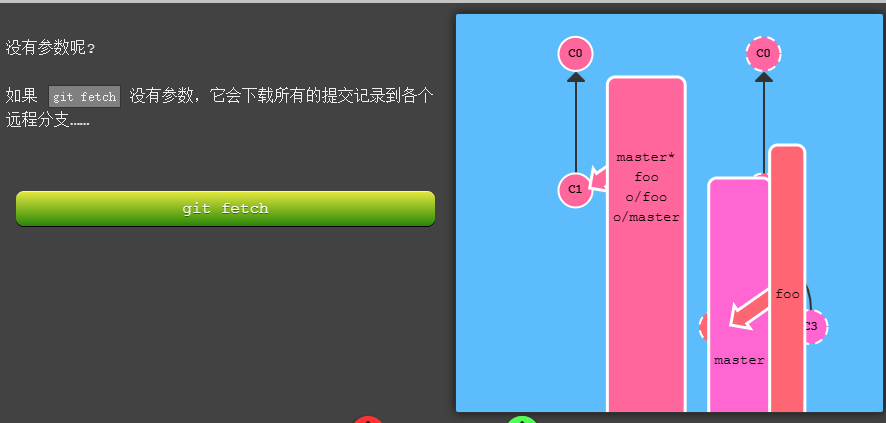 没有参数呢?
如果 git fetch 没有参数，它会下载所有的提交记录到各个
远程分支……
git fetch
C0
C0
master*
foo
o/foo
o/master
C1
foo
C3
master